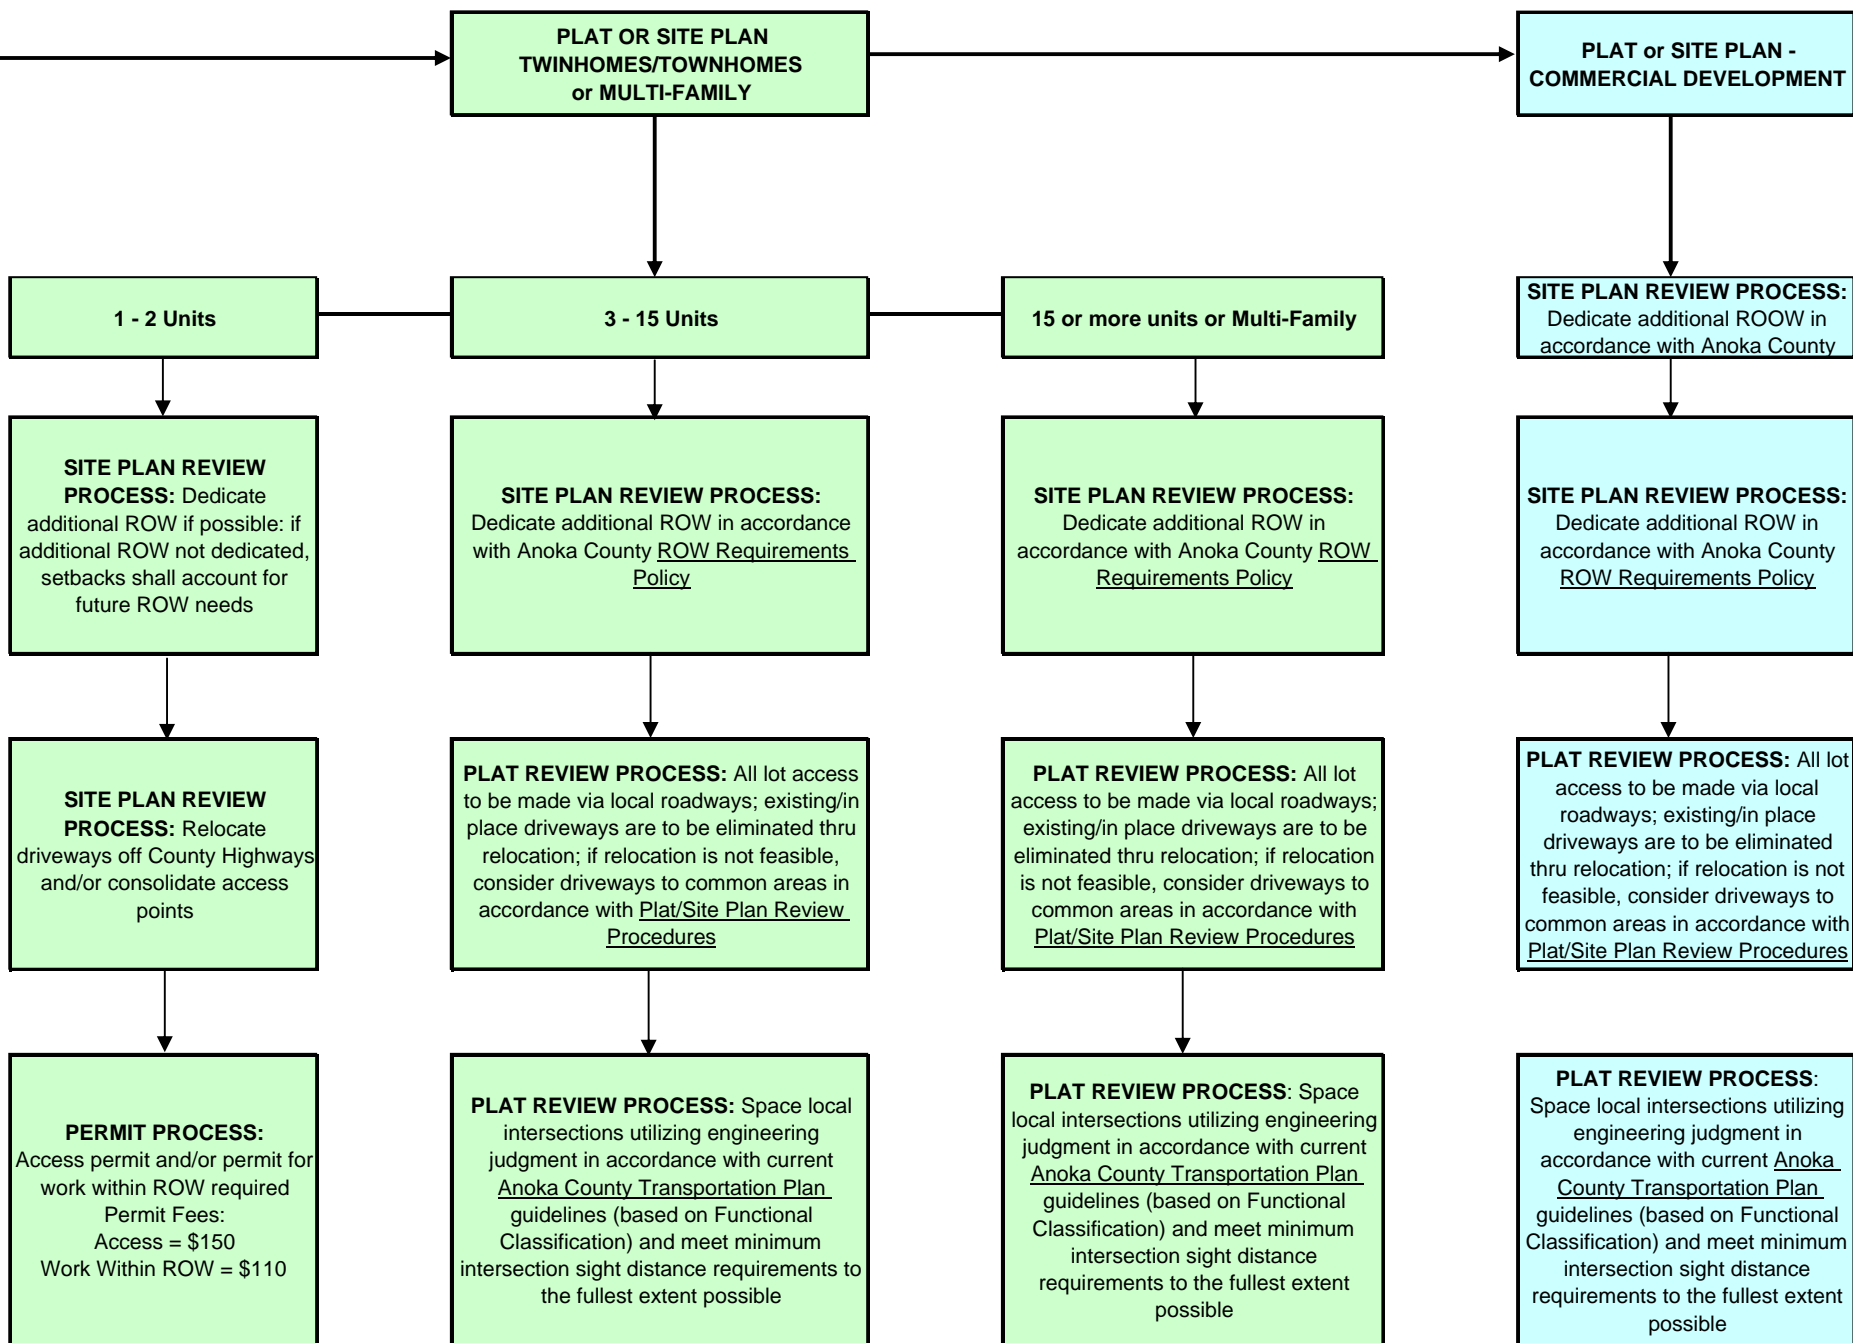 PLAT OR SITE PLAN
TWINHOMES/TOWNHOMES
or MULTI-FAMILY
PLAT or SITE PLAN -
COMMERCIAL DEVELOPMENT
1 - 2 Units
3 - 15 Units
15 or more units or Multi-Family
SITE PLAN REVIEW PROCESS:
Dedicate additional ROOW in
accordance with Anoka County
SITE PLAN REVIEW
PROCESS: Dedicate
additional ROW if possible: if
additional ROW not dedicated,
setbacks shall account for
future ROW needs
SITE PLAN REVIEW PROCESS:
Dedicate additional ROW in accordance
with Anoka County ROW Requirements
Policy
SITE PLAN REVIEW PROCESS:
Dedicate additional ROW in
accordance with Anoka County ROW
Requirements Policy
SITE PLAN REVIEW PROCESS:
Dedicate additional ROW in
accordance with Anoka County
ROW Requirements Policy
SITE PLAN REVIEW
PROCESS: Relocate
driveways off County Highways
and/or consolidate access
points
PLAT REVIEW PROCESS: All lot access
to be made via local roadways; existing/in
place driveways are to be eliminated thru
relocation; if relocation is not feasible,
consider driveways to common areas in
accordance with Plat/Site Plan Review
Procedures
PLAT REVIEW PROCESS: All lot
access to be made via local roadways;
existing/in place driveways are to be
eliminated thru relocation; if relocation
is not feasible, consider driveways to
common areas in accordance with
Plat/Site Plan Review Procedures
PLAT REVIEW PROCESS: All lot
access to be made via local
roadways; existing/in place
driveways are to be eliminated
thru relocation; if relocation is not
feasible, consider driveways to
common areas in accordance with
Plat/Site Plan Review Procedures
PERMIT PROCESS:
Access permit and/or permit for
work within ROW required
Permit Fees:
Access = $150
Work Within ROW = $110
PLAT REVIEW PROCESS: Space local
intersections utilizing engineering
judgment in accordance with current
Anoka County Transportation Plan
guidelines (based on Functional
Classification) and meet minimum
intersection sight distance requirements to
the fullest extent possible
PLAT REVIEW PROCESS: Space
local intersections utilizing engineering
judgment in accordance with current
Anoka County Transportation Plan
guidelines (based on Functional
Classification) and meet minimum
intersection sight distance
requirements to the fullest extent
possible
PLAT REVIEW PROCESS:
Space local intersections utilizing
engineering judgment in
accordance with current Anoka
County Transportation Plan
guidelines (based on Functional
Classification) and meet minimum
intersection sight distance
requirements to the fullest extent
possible